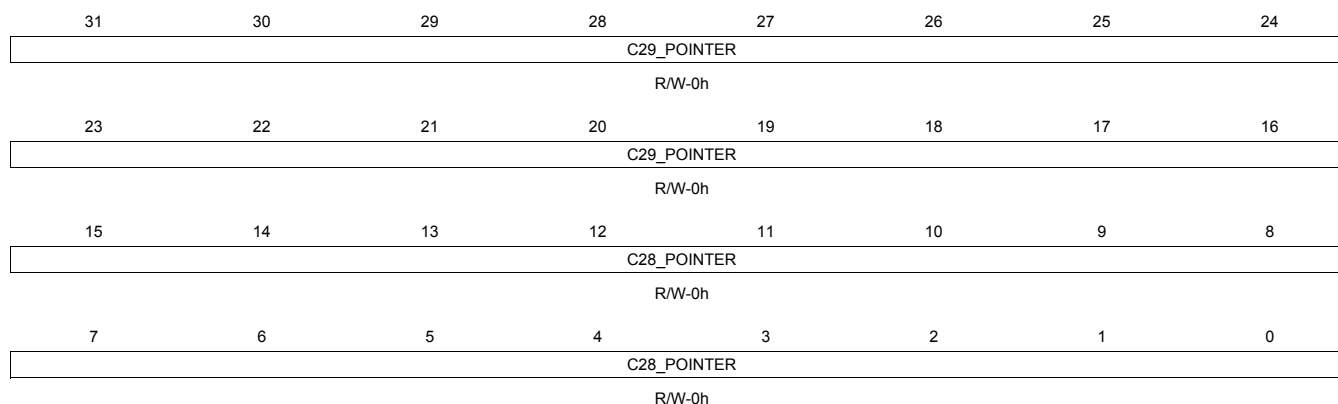 31 30 29 28 27 26 25 24
C29_POINTER
R/W-0h
23 22 21 20 19 18 17 16
C29_POINTER
R/W-0h
15 14 13 12 11 10 9 8
C28_POINTER
R/W-0h
7 6 5 4 3 2 1 0
C28_POINTER
R/W-0h